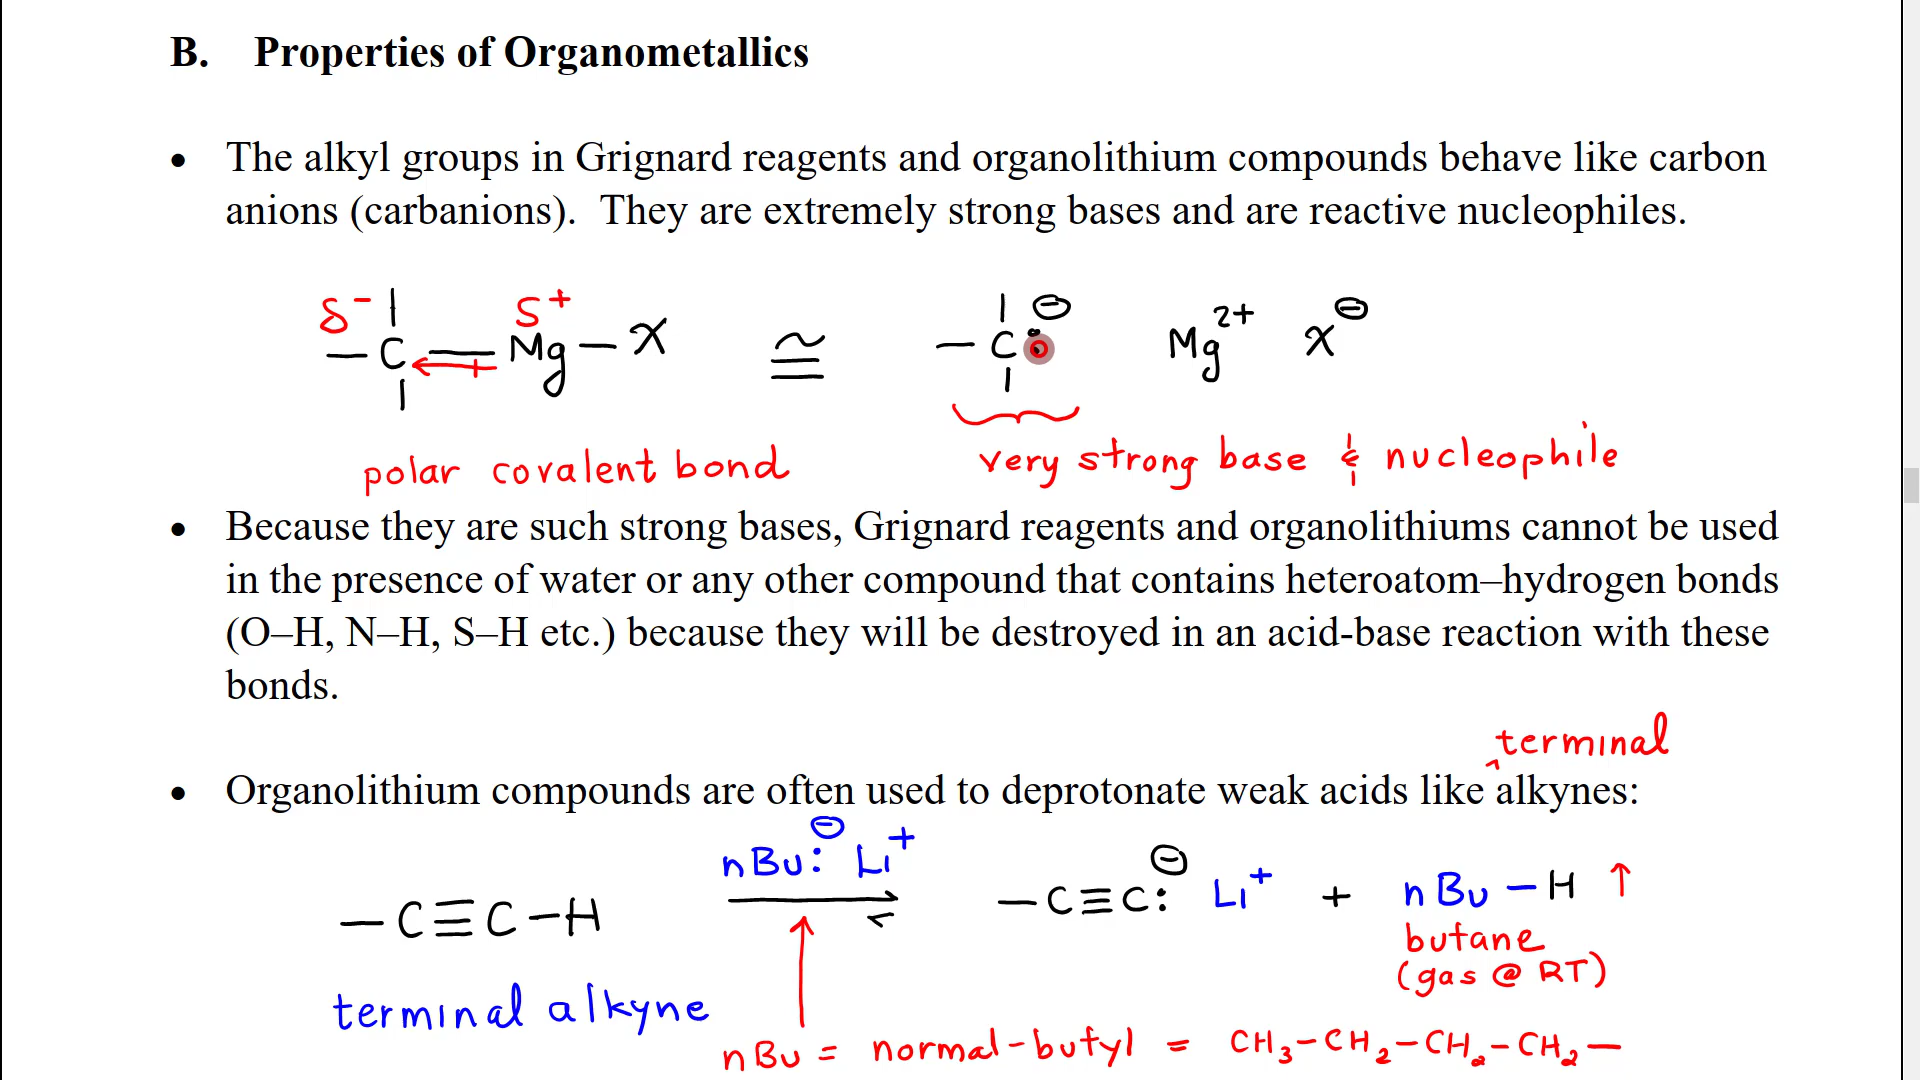 B. Properties of Organometallics
• The alkyl groups in Grignard reagents and organolithium compounds behave like carbon
anions (carbanions). They are extremely strong bases and are reactive nucleophiles.
δ⁻ δ⁺ ⊖ 2+ ⊖
– C — Mg – X ≅ – C : Mg X
polar covalent bond very strong base & nucleophile
• Because they are such strong bases, Grignard reagents and organolithiums cannot be used
in the presence of water or any other compound that contains heteroatom–hydrogen bonds
(O–H, N–H, S–H etc.) because they will be destroyed in an acid-base reaction with these
bonds.
terminal
• Organolithium compounds are often used to deprotonate weak acids like ^ alkynes:
nBu:⊖ Li⁺
– C ≡ C – H ⇌ – C ≡ C:⊖ Li⁺ + nBu – H ↑
butane
(gas @ RT)
terminal alkyne
nBu = normal-butyl = CH₃–CH₂–CH₂–CH₂–